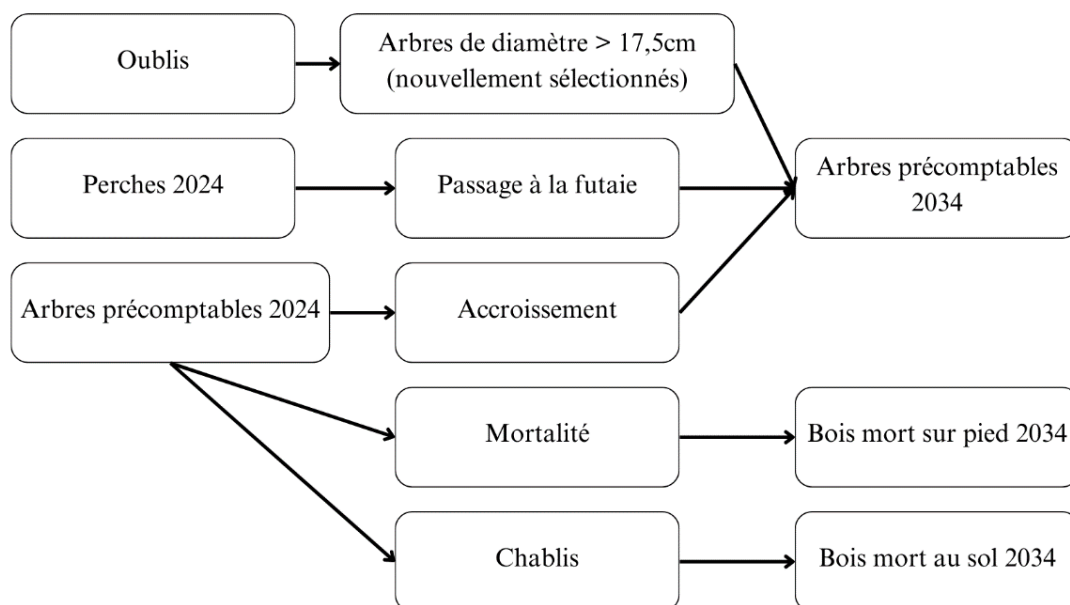 Oublis
Arbres de diamètre > 17,5cm
(nouvellement sélectionnés)
Perches 2024
Passage à la futaie
Arbres précomptables
2034
Arbres précomptables 2024
Accroissement
Mortalité
Bois mort sur pied 2034
Chablis
Bois mort au sol 2034